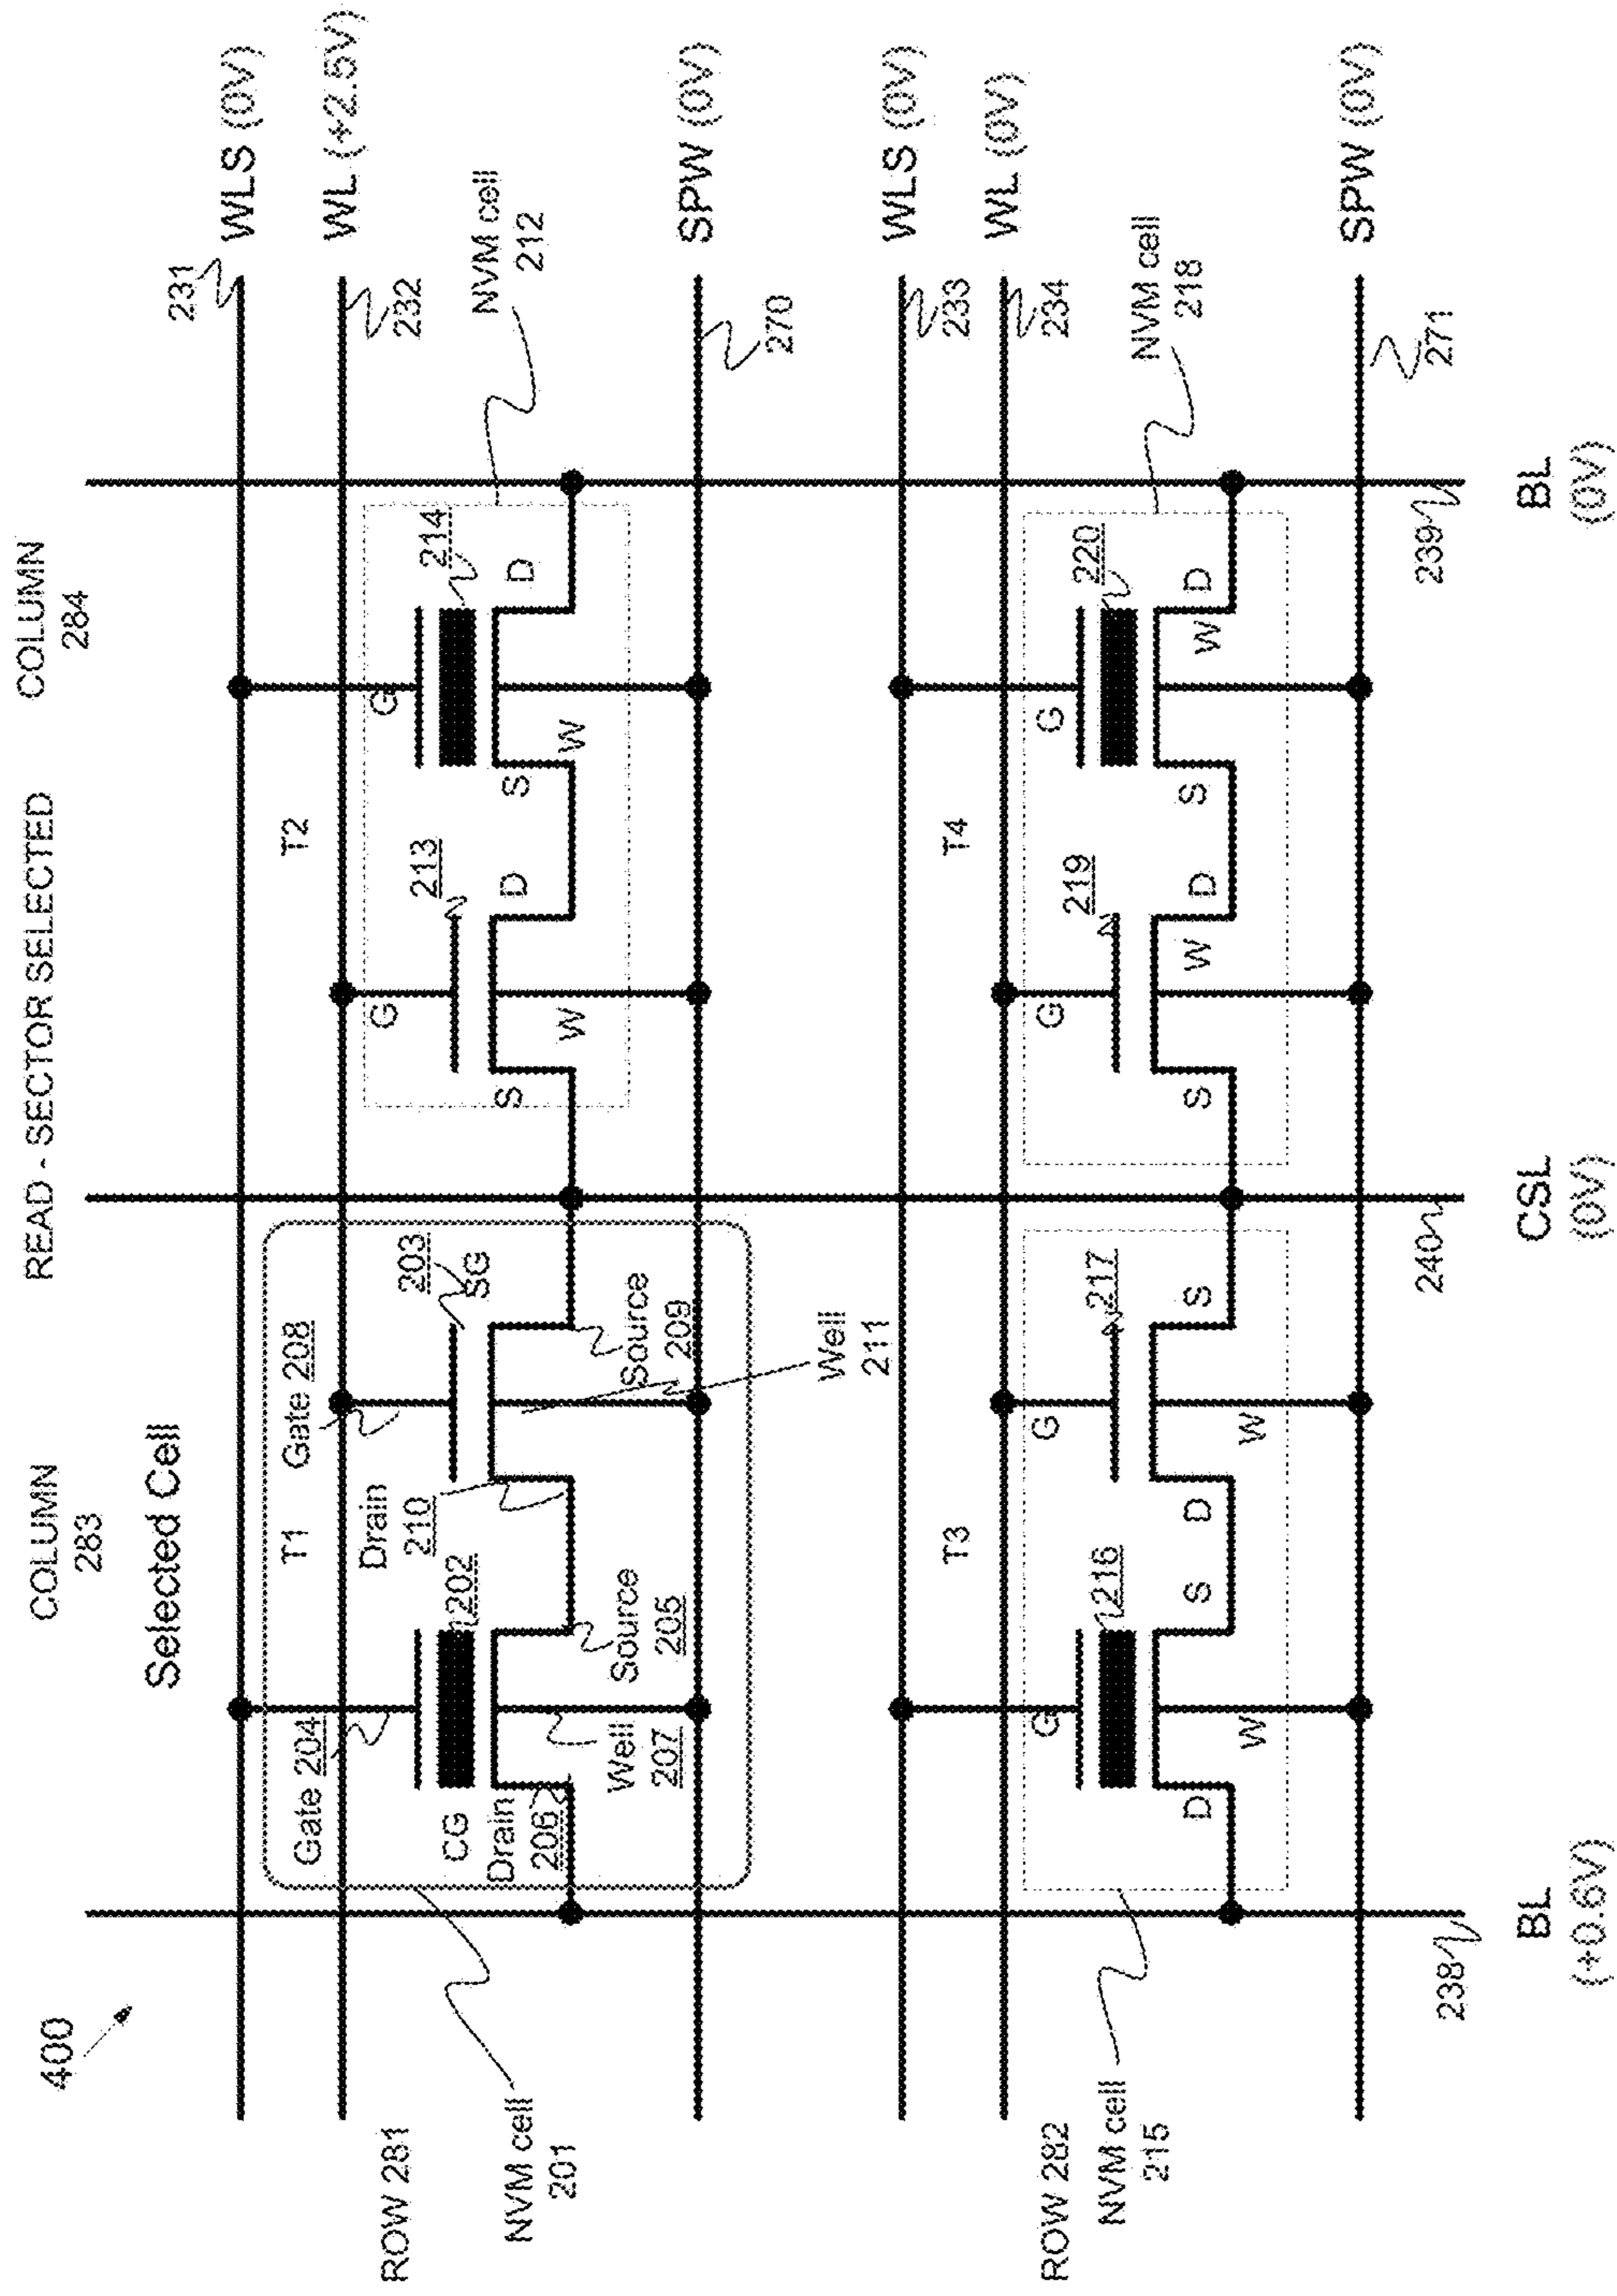 400
READ - SECTOR SELECTED
COLUMN
283
COLUMN
284
Selected Cell
WLS (0V)
231
WL (+2.5V)
232
T1
T2
Gate 204
Gate 208
G
G
CG
202
Drain
210
203
SG
213
214
Drain
206
Well
207
Source
205
Source
209
Well
211
S
W
D
S
W
D
NVM cell
212
ROW 281
NVM cell
201
SPW (0V)
270
WLS (0V)
233
WL (0V)
234
T3
T4
G
G
G
G
216
217
219
220
D
W
S
D
W
S
S
W
D
S
W
D
NVM cell
218
ROW 282
NVM cell
215
SPW (0V)
271
238
240
239
BL
(+0.6V)
CSL
(0V)
BL
(0V)